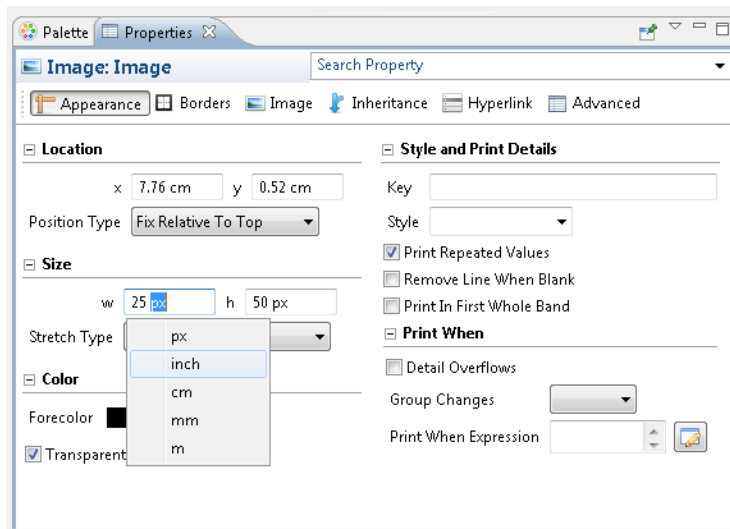 Palette Properties
Image: Image Search Property
Appearance Borders Image Inheritance Hyperlink Advanced
Location
x 7.76 cm y 0.52 cm
Position Type Fix Relative To Top
Size
w 25 px h 50 px
Stretch Type
px
inch
cm
mm
m
Color
Forecolor
Transparent
Style and Print Details
Key
Style
Print Repeated Values
Remove Line When Blank
Print In First Whole Band
Print When
Detail Overflows
Group Changes
Print When Expression